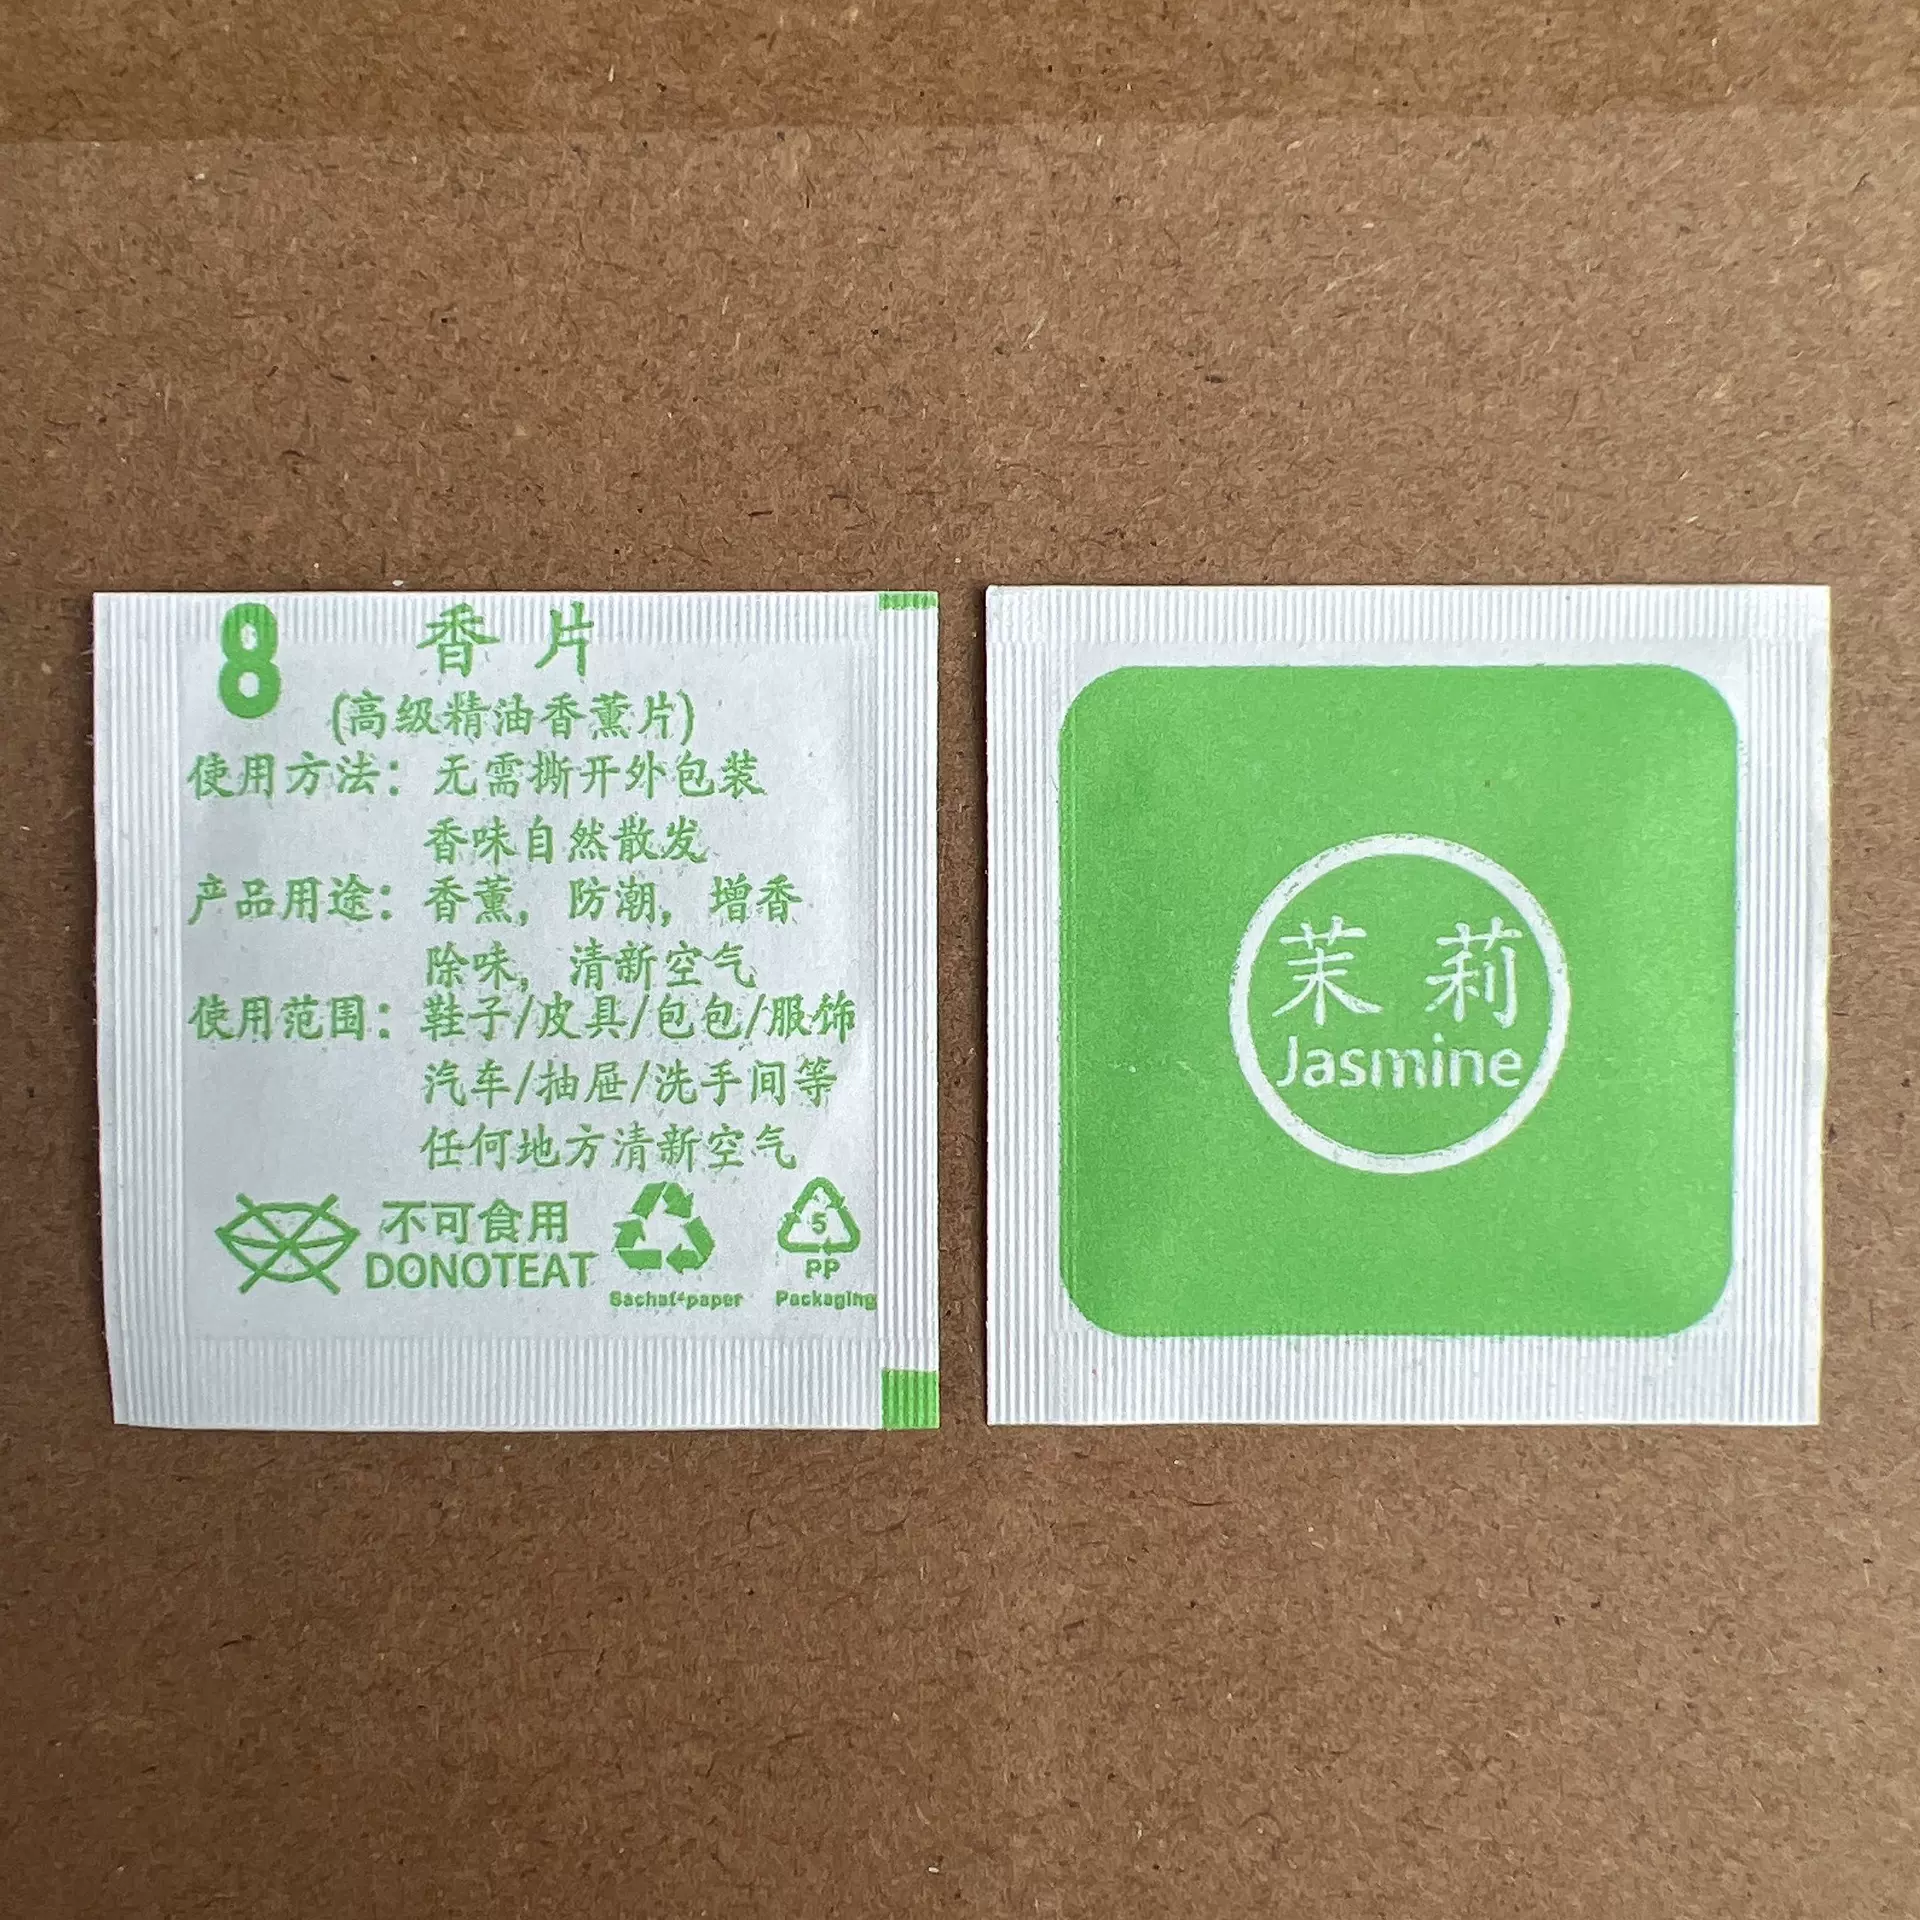 8
香 片
(高级精油香薰片)
使用方法：无需撕开外包装
香味自然散发
产品用途：香薰，防潮，增香
除味，清新空气
使用范围：鞋子/皮具/包包/服饰
汽车/抽屉/洗手间等
任何地方清新空气
不可食用
DONOTEAT
Sachat-paper
5
PP
Packaging
茉 莉
Jasmine